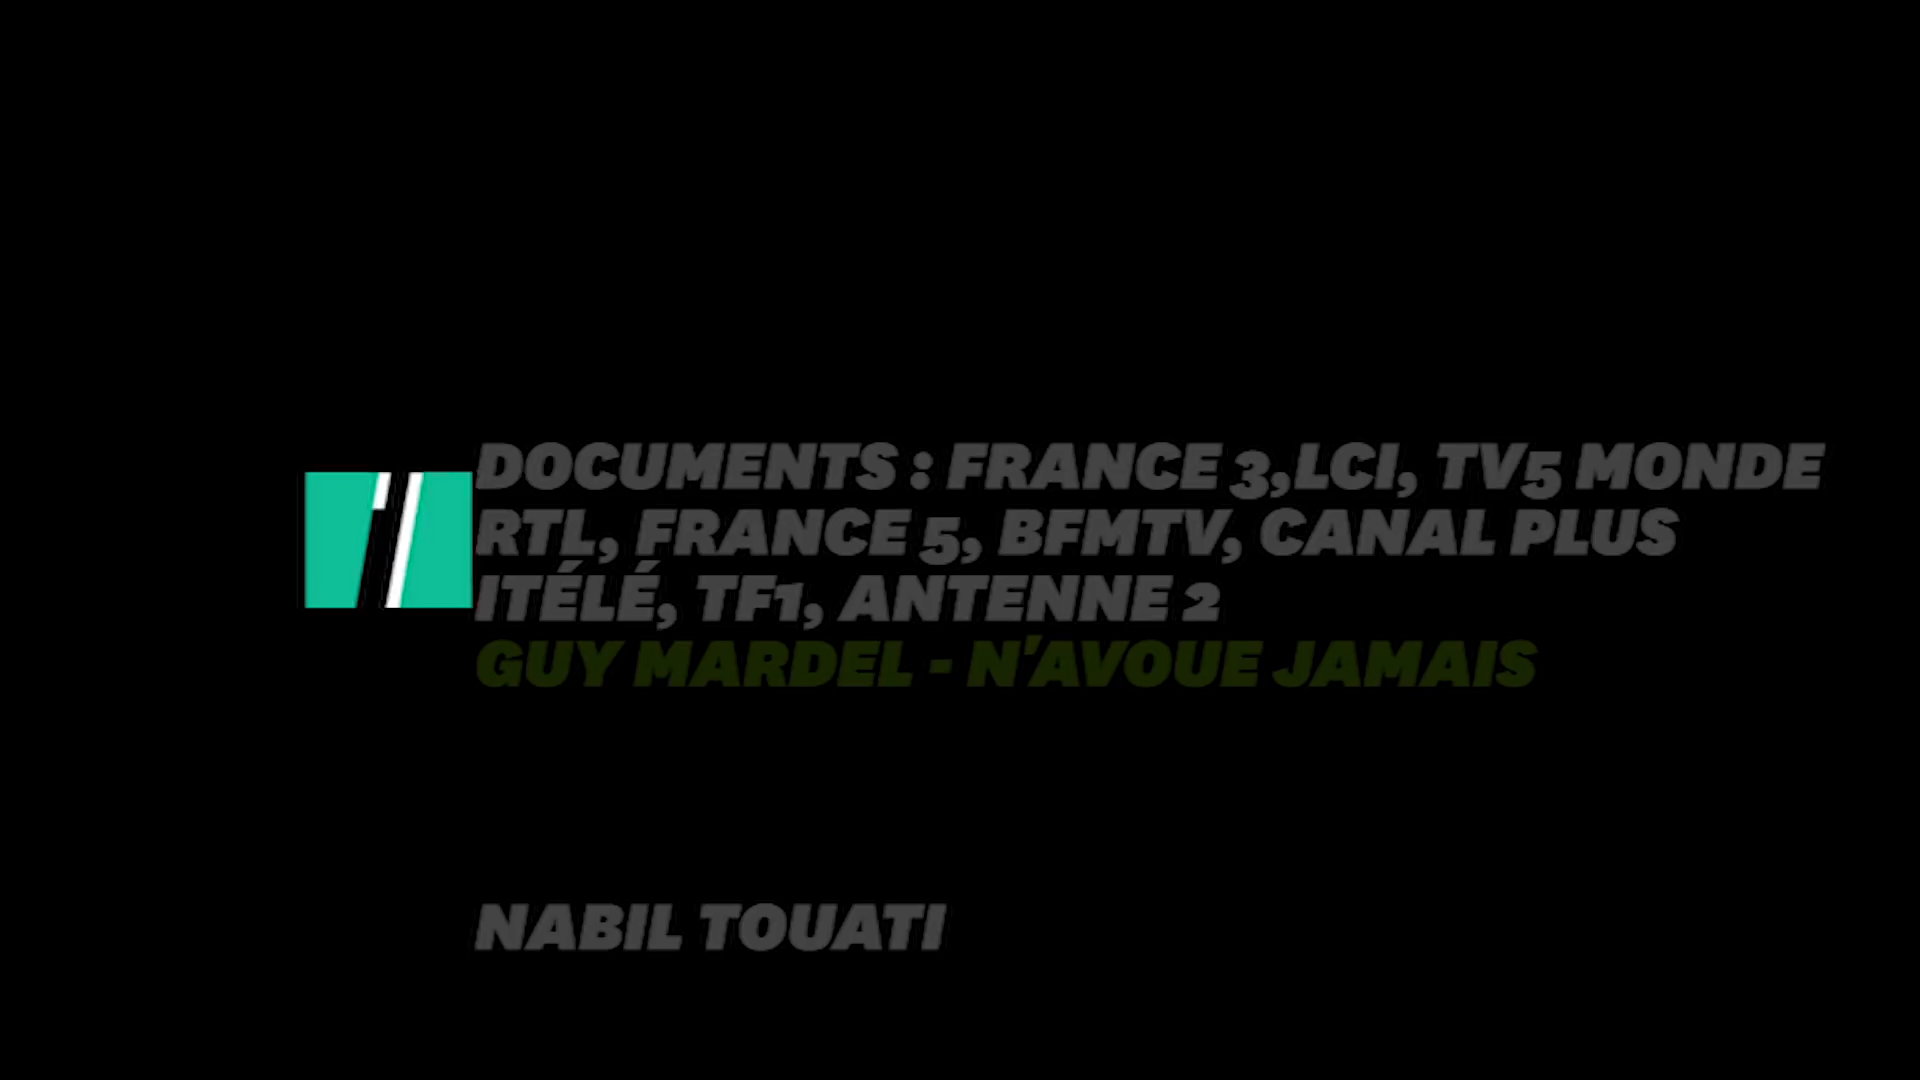 DOCUMENTS : FRANCE 3,LCI, TV5 MONDE
RTL, FRANCE 5, BFMTV, CANAL PLUS
ITÉLÉ, TF1, ANTENNE 2
GUY MARDEL - N'AVOUE JAMAIS
NABIL TOUATI